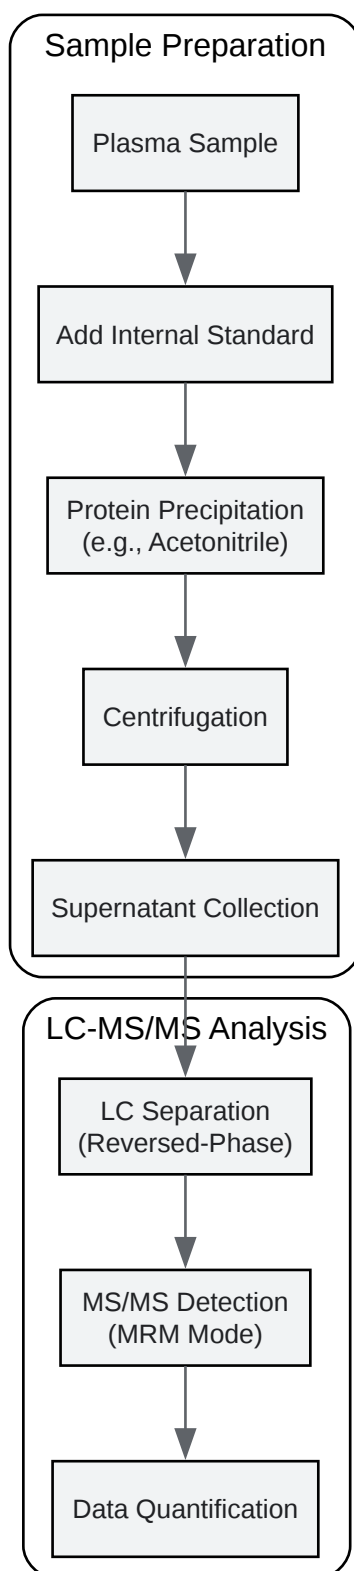 Sample Preparation
Plasma Sample
Add Internal Standard
Protein Precipitation
(e.g., Acetonitrile)
Centrifugation
Supernatant Collection
LC-MS/MS Analysis
LC Separation
(Reversed-Phase)
MS/MS Detection
(MRM Mode)
Data Quantification